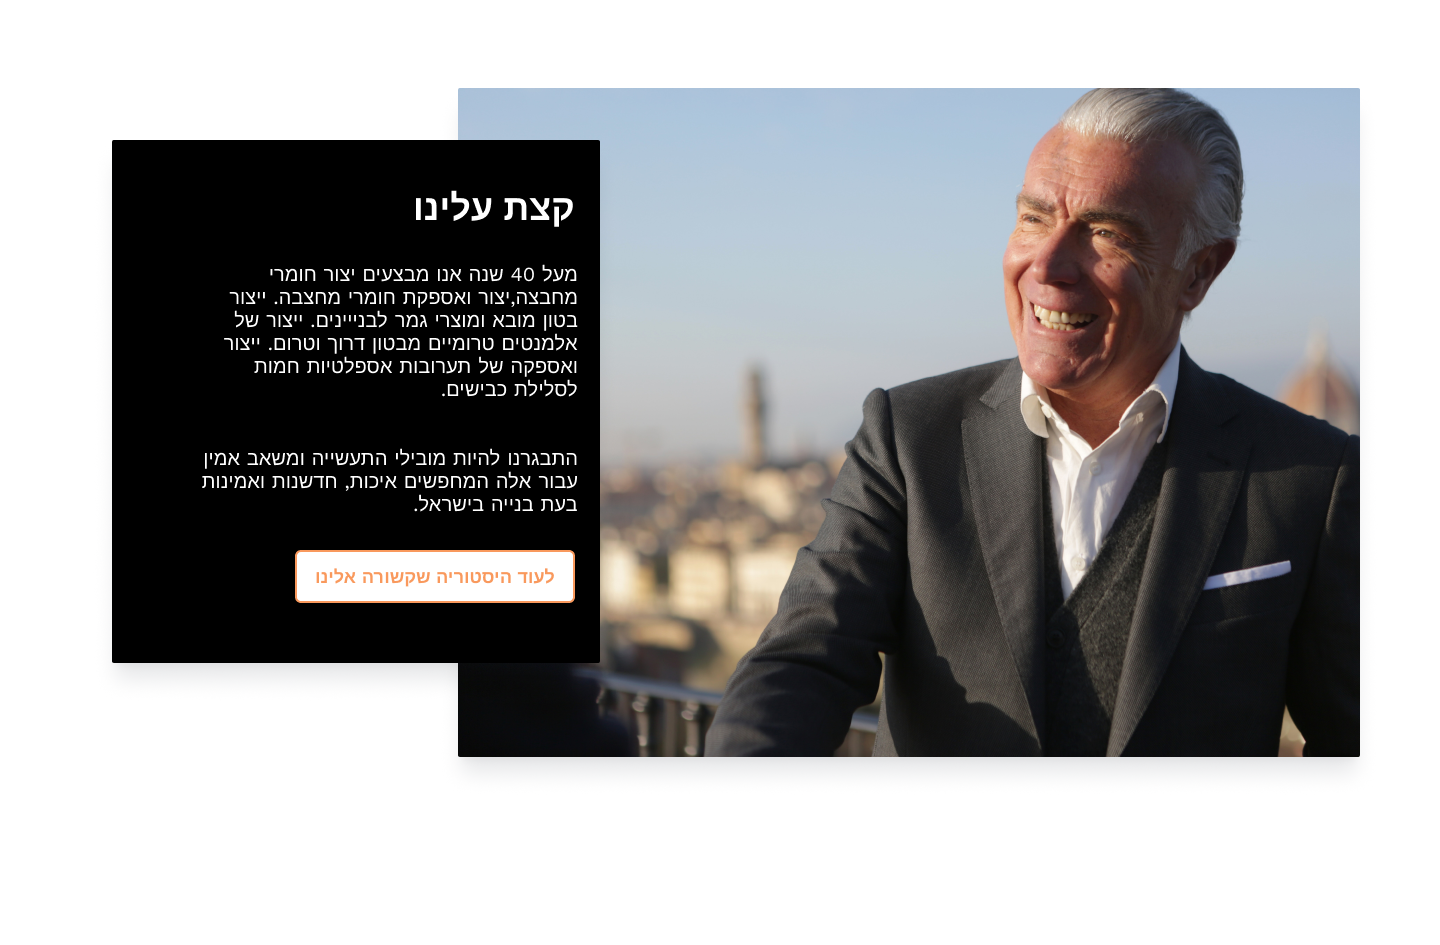 קצת עלינו
מעל 40 שנה אנו מבצעים יצור חומרי
מחבצה,יצור ואספקת חומרי מחצבה. ייצור
בטון מובא ומוצרי גמר לבנייינים. ייצור של
אלמנטים טרומיים מבטון דרוך וטרום. ייצור
ואספקה של תערובות אספלטיות חמות
לסלילת כבישים.
התבגרנו להיות מובילי התעשייה ומשאב אמין
עבור אלה המחפשים איכות, חדשנות ואמינות
בעת בנייה בישראל.
לעוד היסטוריה שקשורה אלינו